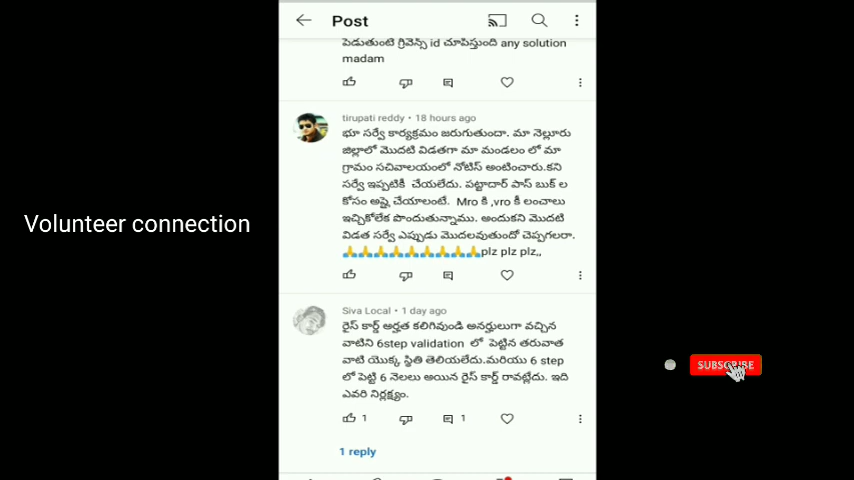 Post
పెడుతుంటే గ్రీవెన్స్ id చూపిస్తుంది any solution
madam
tirupati reddy • 18 hours ago
భూ సర్వే కార్యక్రమం జరుగుతుందా. మా నెల్లూరు
జిల్లాలో మొదటి విడతగా మా మండలం లో మా
గ్రామం సచివాలయంలో నోటీస్ అంటించారు.కని
సర్వే ఇప్పటికీ చేయలేదు. పట్టాదార్ పాస్ బుక్ ల
కోసం అప్లై చేయాలంటే. Mro కి ,vro కీ లంచాలు
ఇచ్చికోలేక పొందుతున్నాము. అందుకని మొదటి
విడత సర్వే ఎప్పుడు మొదలవుతుందో చెప్పగలరా.
🙏🙏🙏🙏🙏🙏🙏🙏🙏plz plz plz,,
Volunteer connection
Siva Local • 1 day ago
రైస్ కార్డ్ అర్హత కలిగివుండి అనర్హులుగా వచ్చిన
వాటిని 6step validation లో పెట్టిన తరువాత
వాటి యొక్క స్థితి తెలియలేదు.మరియు 6 step
లో పెట్టి 6 నెలలు అయిన రైస్ కార్డ్ రావట్లేదు. ఇది
ఎవరి నిర్లక్ష్యం.
1 1
1 reply
SUBSCRIBE